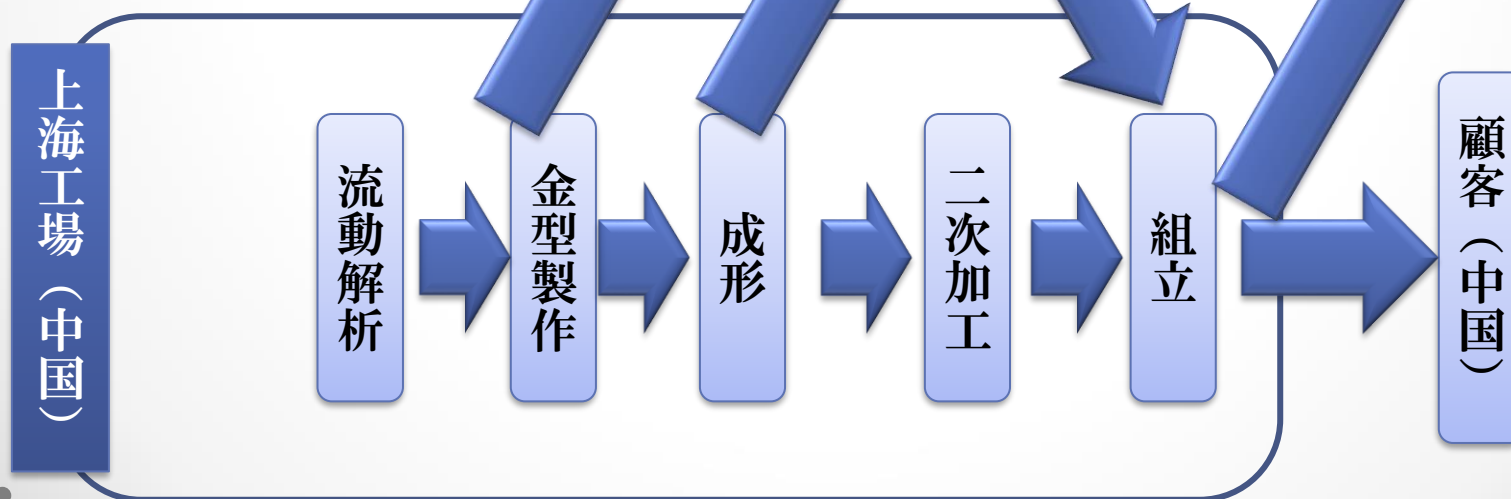 上海工場（中国）
流動解析
金型製作
成形
二次加工
組立
顧客（中国）